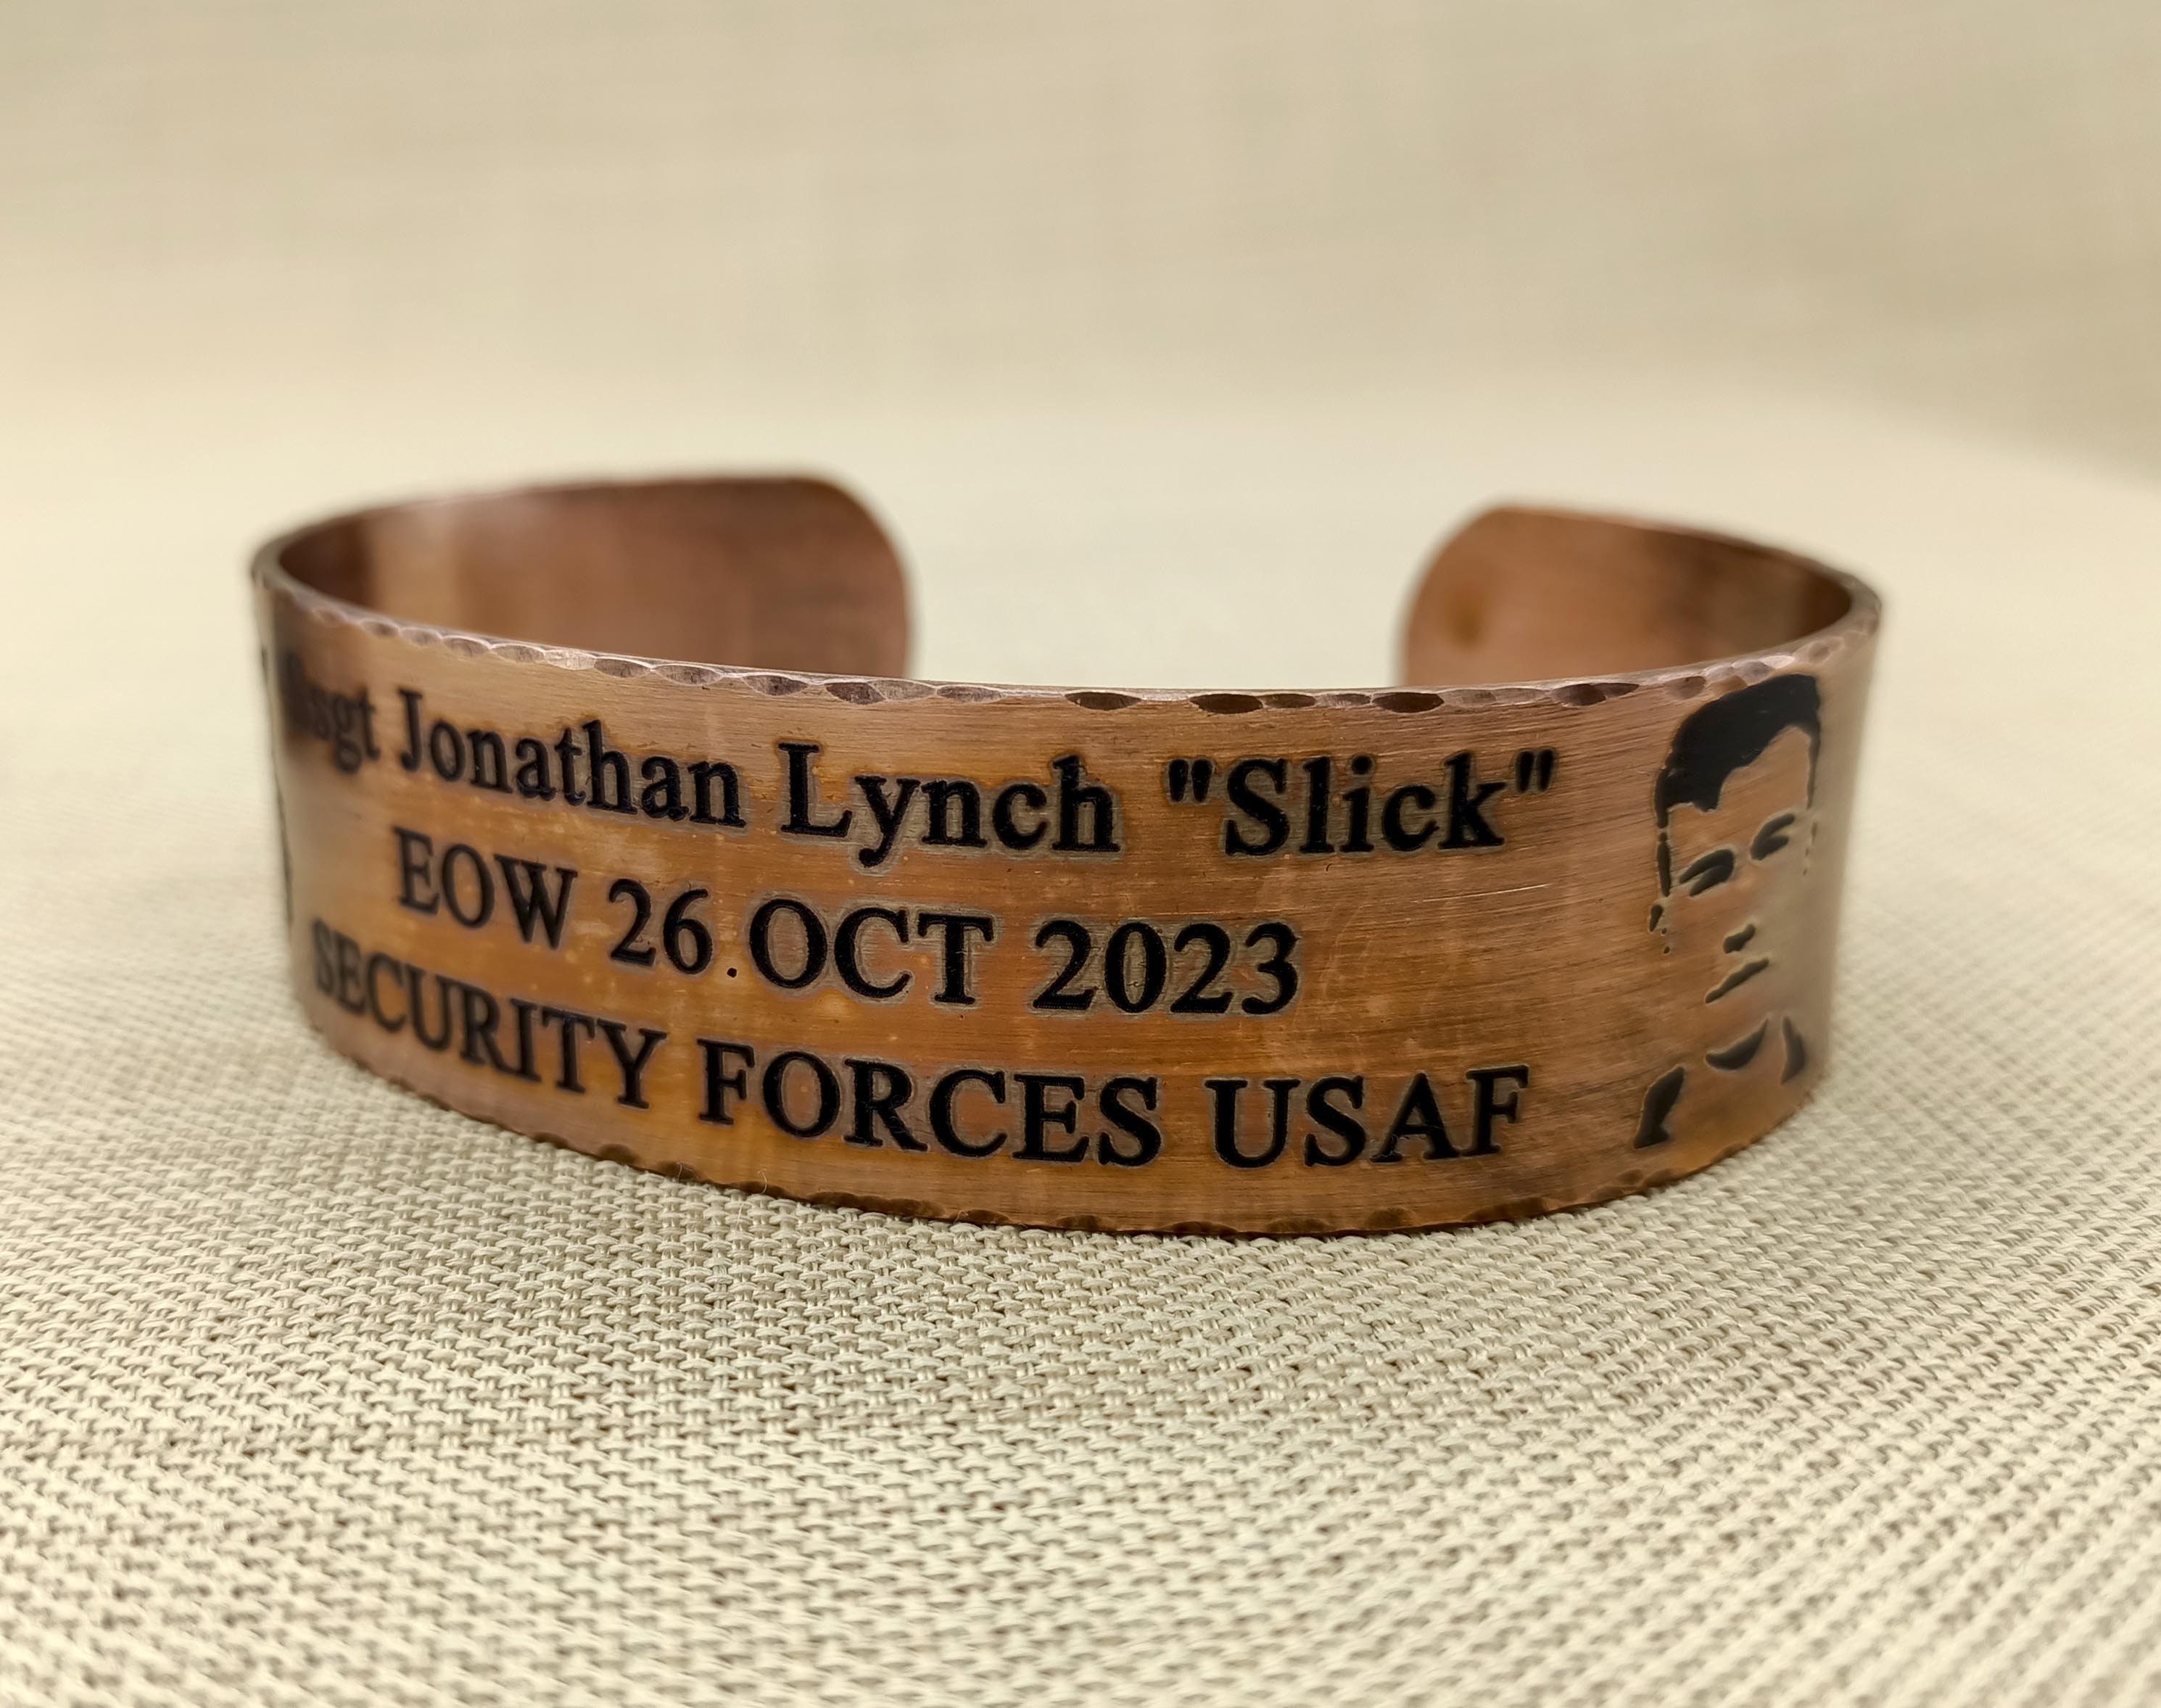 Jonathan Lynch "Slick"
EOW 26 OCT 2023
SECURITY FORCES USAF